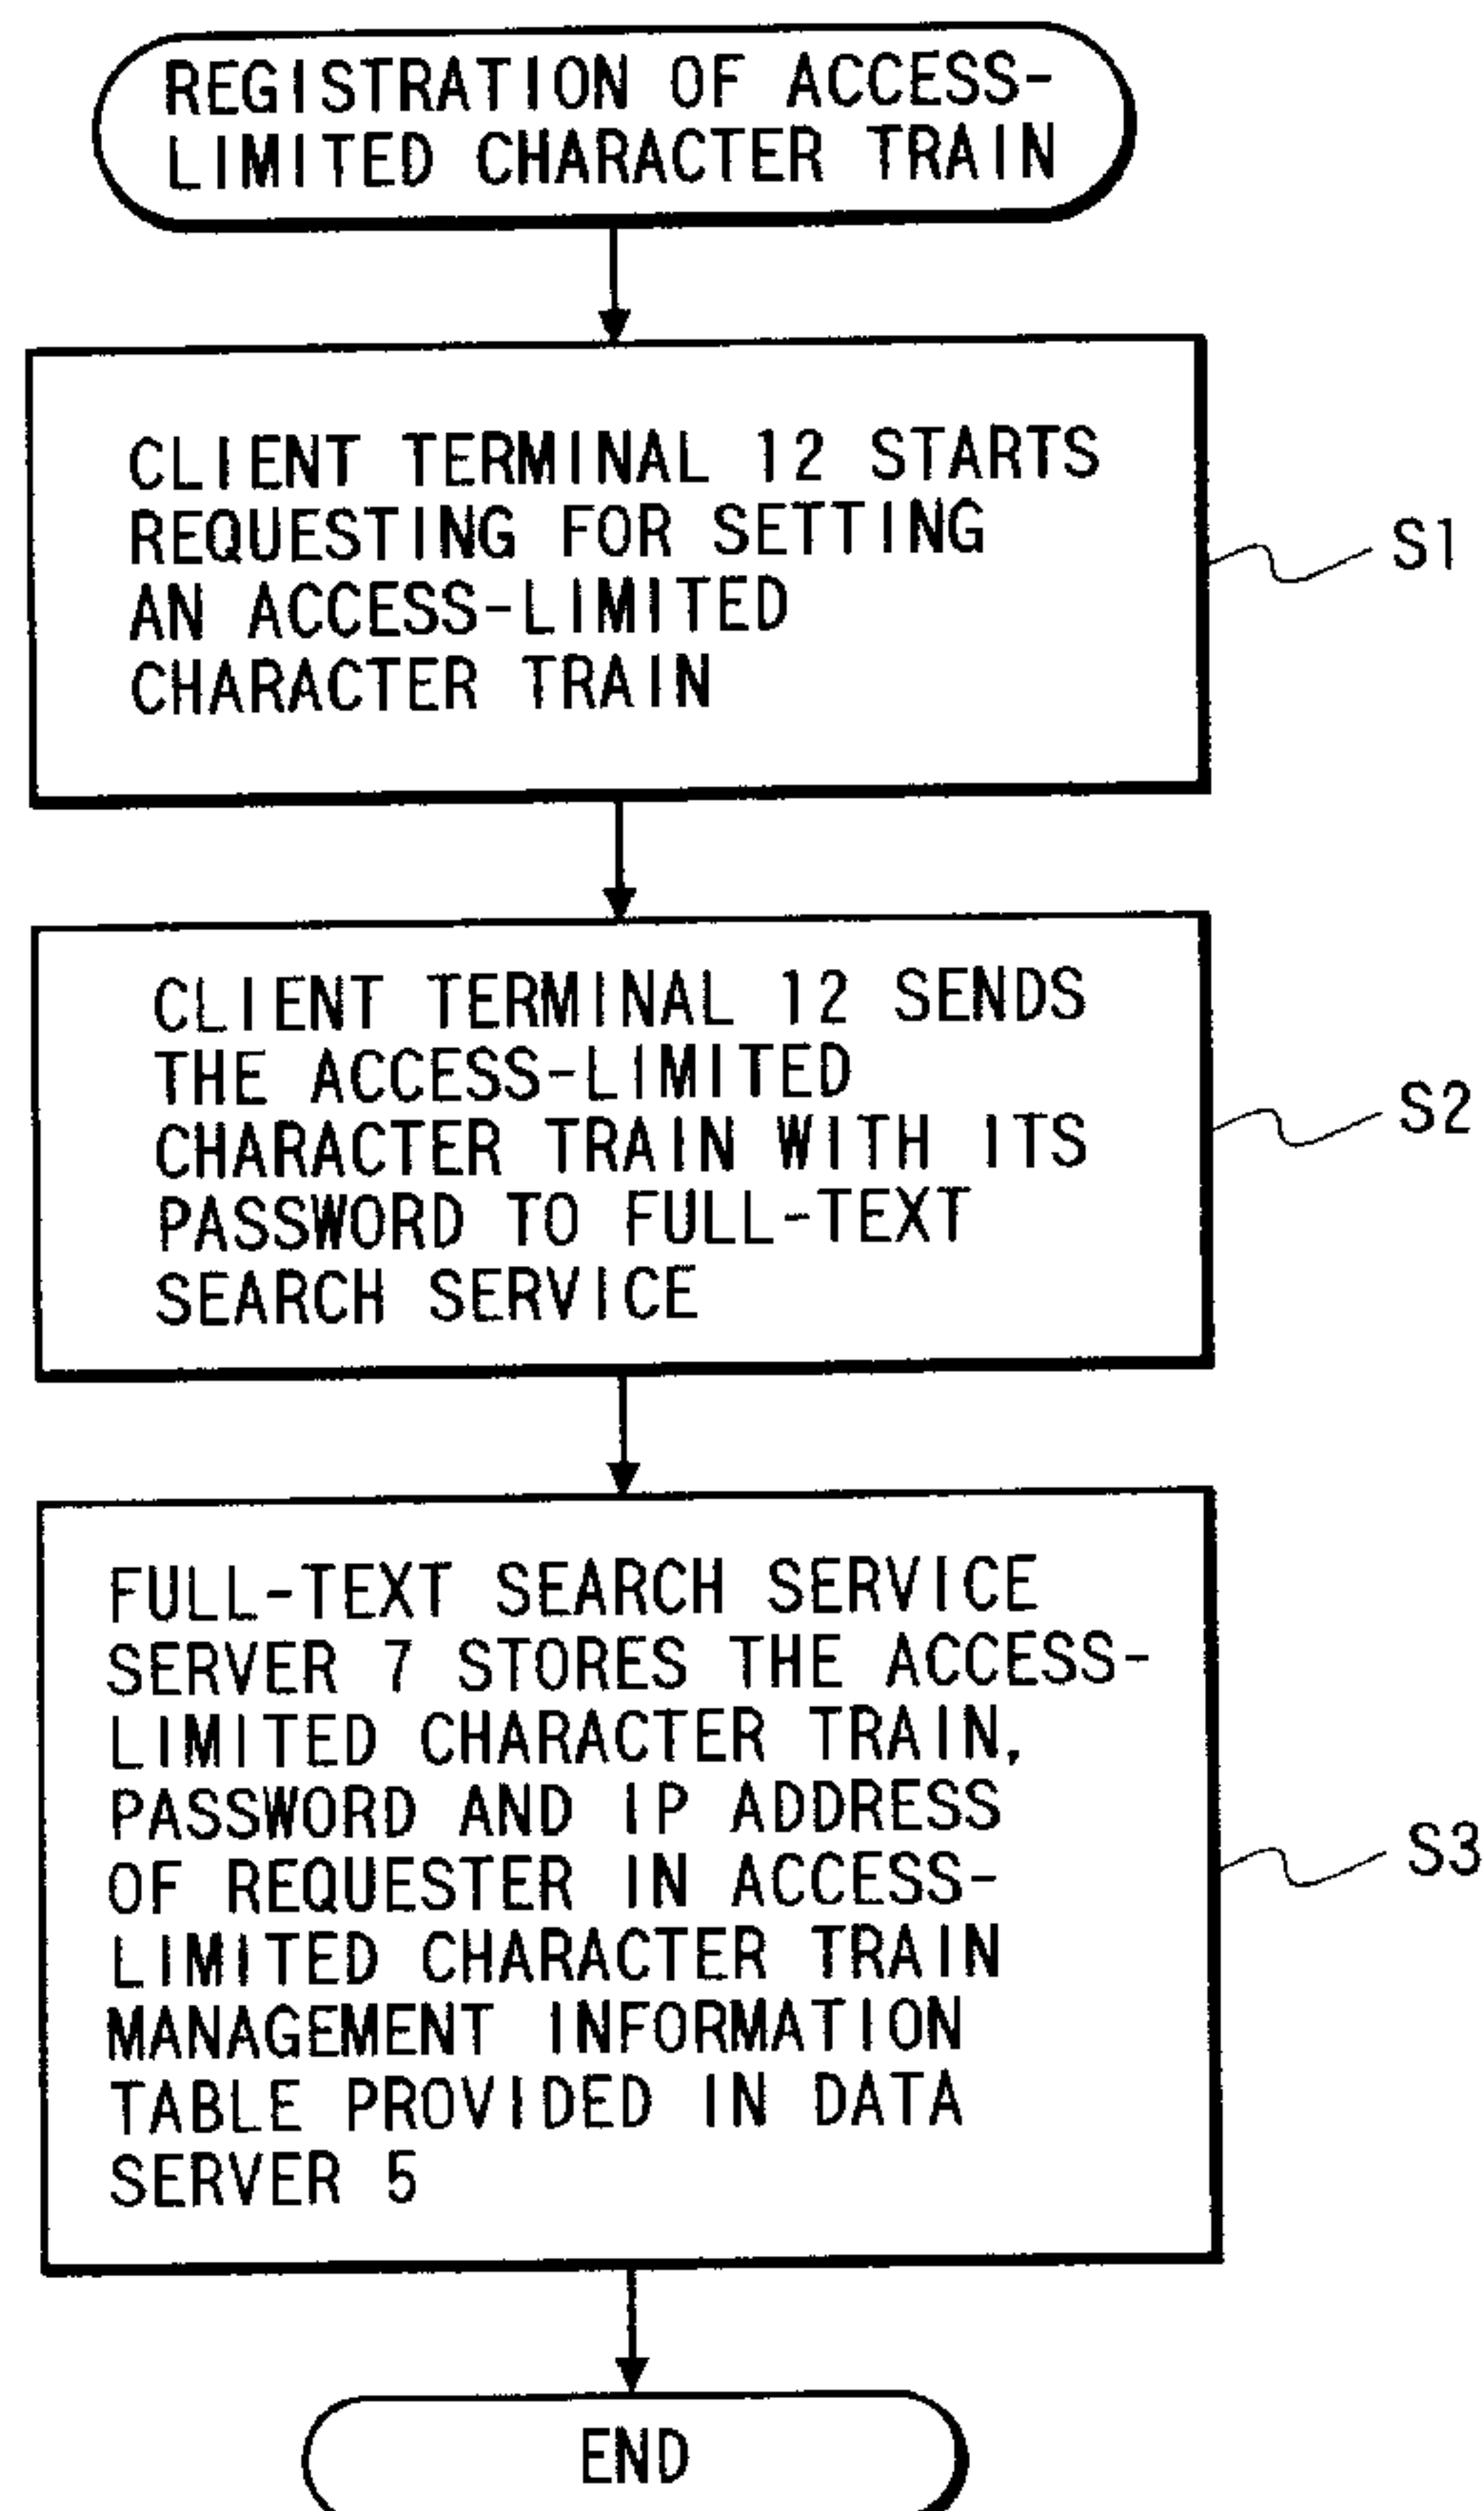 REGISTRATION OF ACCESS-
LIMITED CHARACTER TRAIN
CLIENT TERMINAL 12 STARTS
REQUESTING FOR SETTING
AN ACCESS-LIMITED
CHARACTER TRAIN
S1
CLIENT TERMINAL 12 SENDS
THE ACCESS-LIMITED
CHARACTER TRAIN WITH ITS
PASSWORD TO FULL-TEXT
SEARCH SERVICE
S2
FULL-TEXT SEARCH SERVICE
SERVER 7 STORES THE ACCESS-
LIMITED CHARACTER TRAIN,
PASSWORD AND IP ADDRESS
OF REQUESTER IN ACCESS-
LIMITED CHARACTER TRAIN
MANAGEMENT INFORMATION
TABLE PROVIDED IN DATA
SERVER 5
S3
END